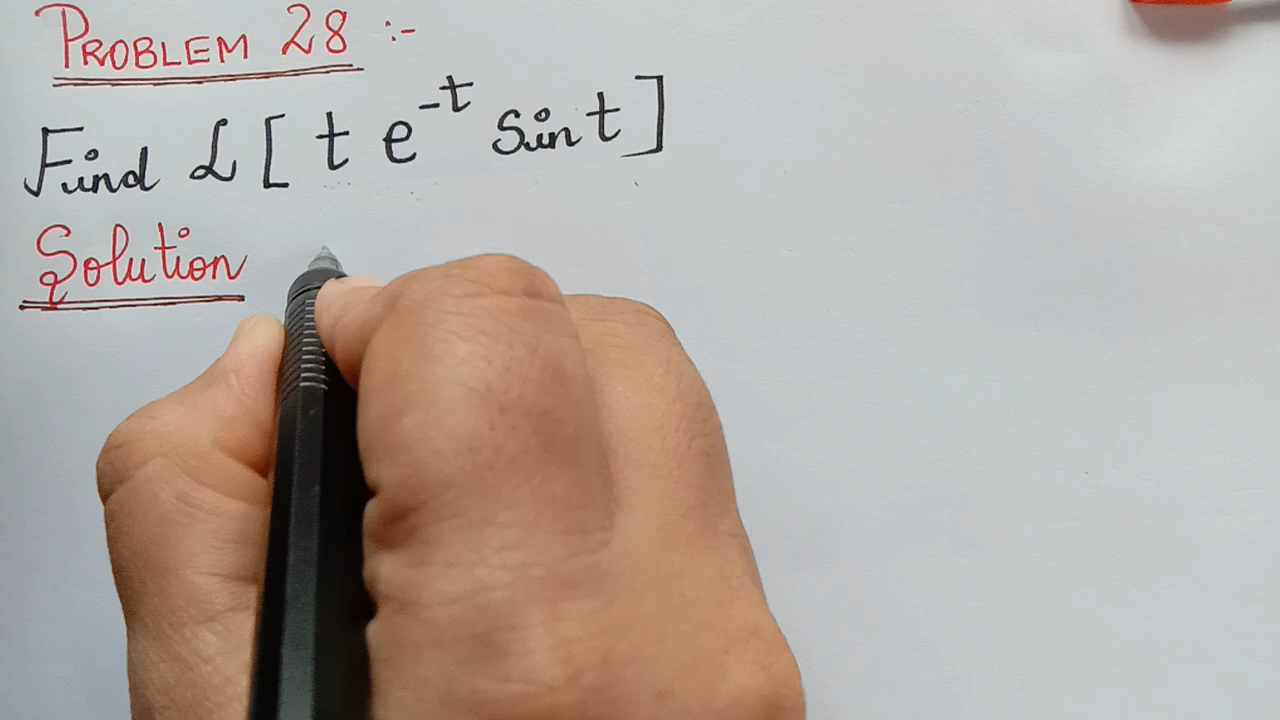 PROBLEM 28 :-
Find L[ t e^-t sin t ]
Solution